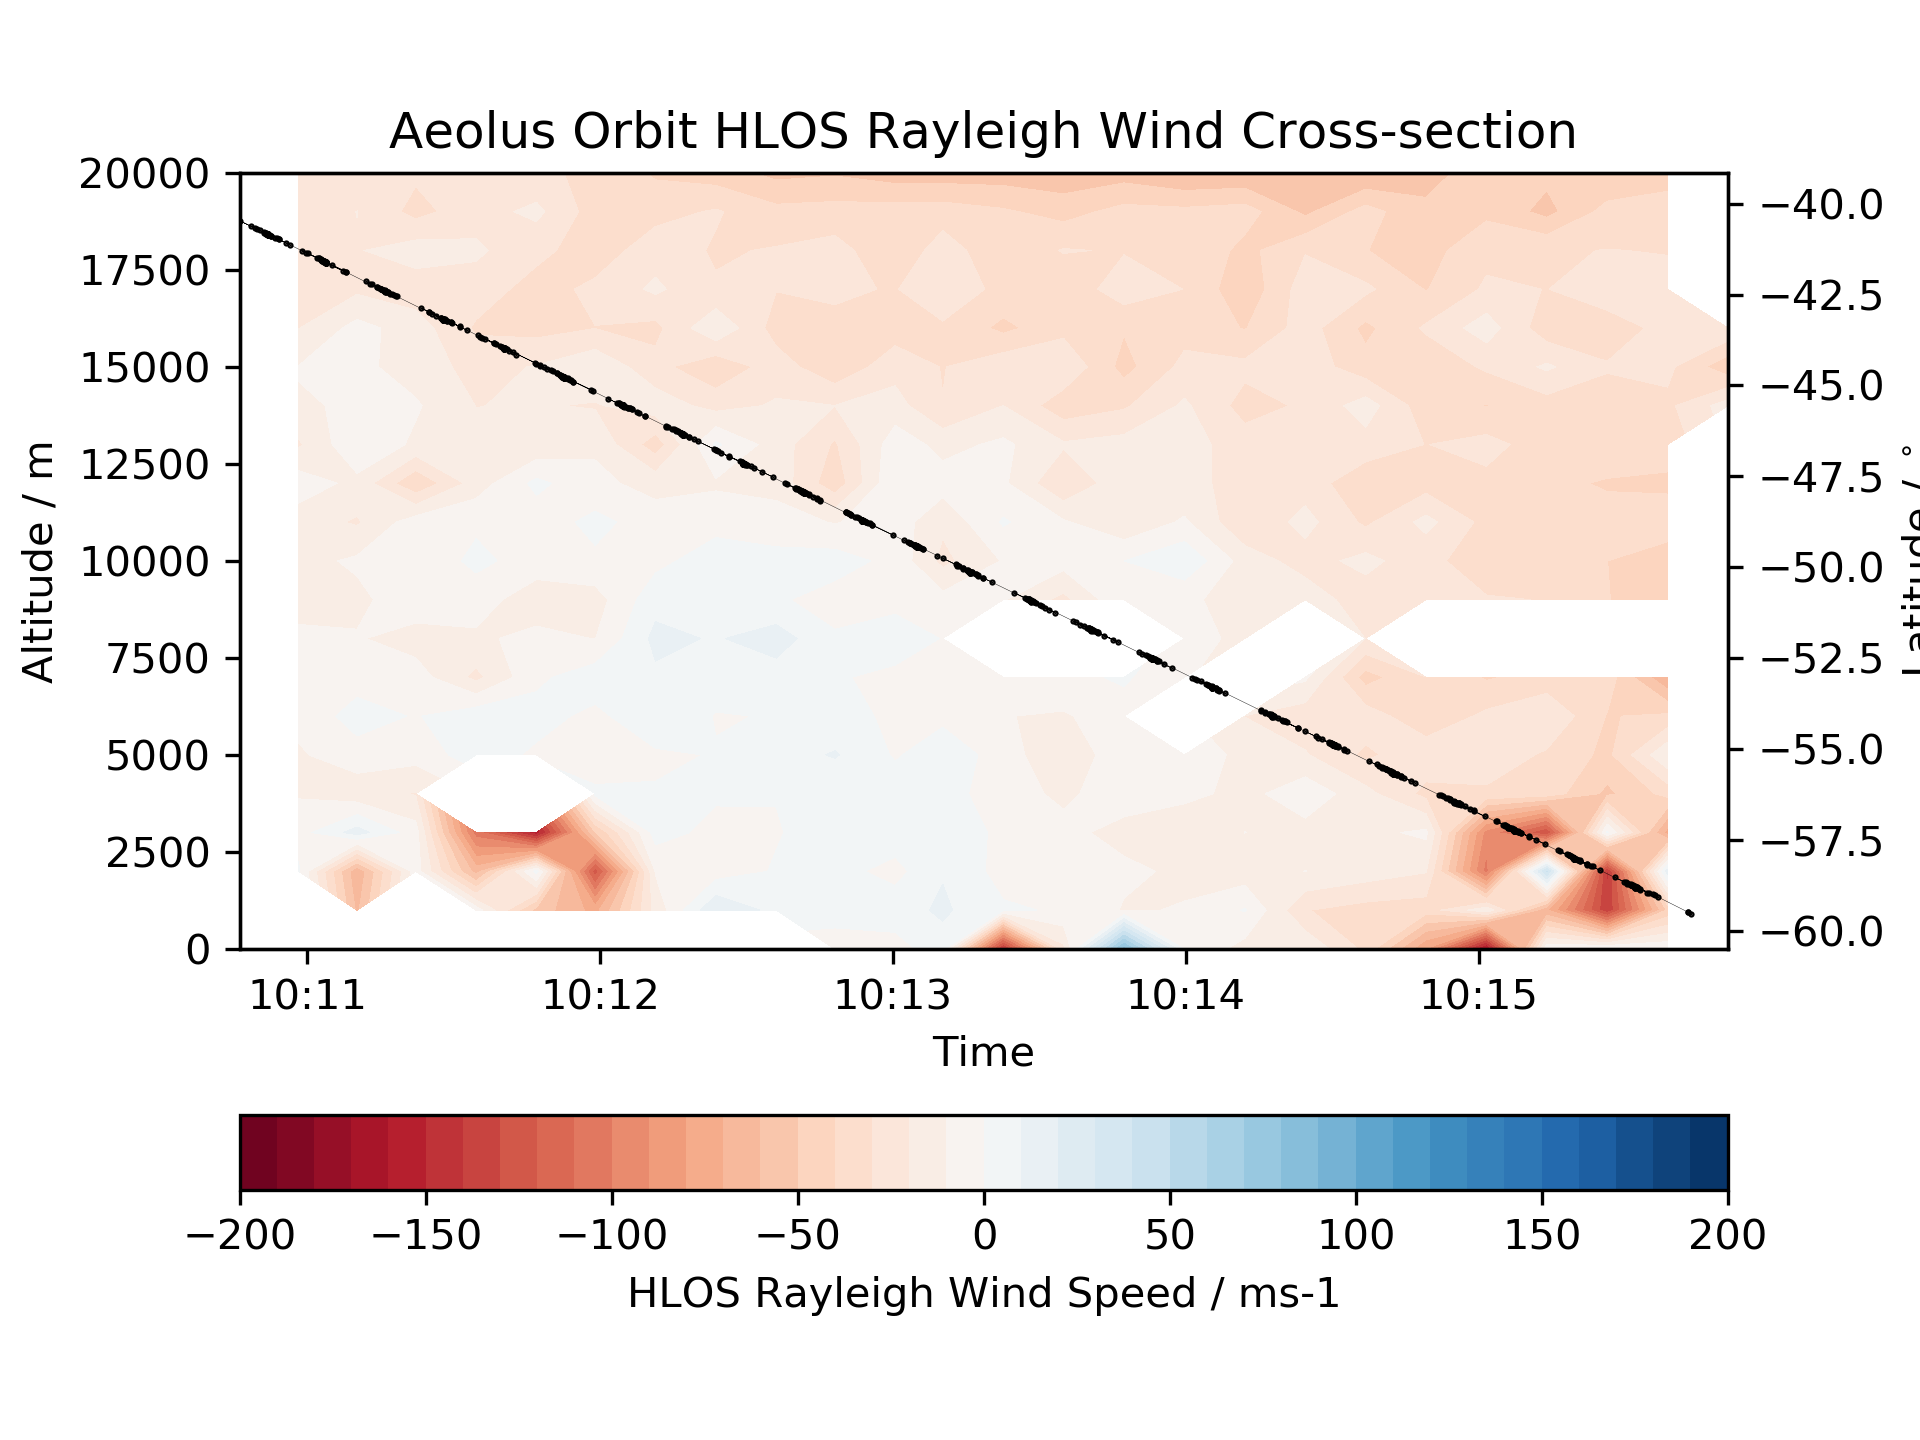 Aeolus Orbit HLOS Rayleigh Wind Cross-section
20000
17500
15000
12500
10000
7500
5000
2500
0
Altitude / m
−40.0
−42.5
−45.0
−47.5
−50.0
−52.5
−55.0
−57.5
−60.0
Latitude / °
10:11 10:12 10:13 10:14 10:15
Time
−200 −150 −100 −50 0 50 100 150 200
HLOS Rayleigh Wind Speed / ms-1